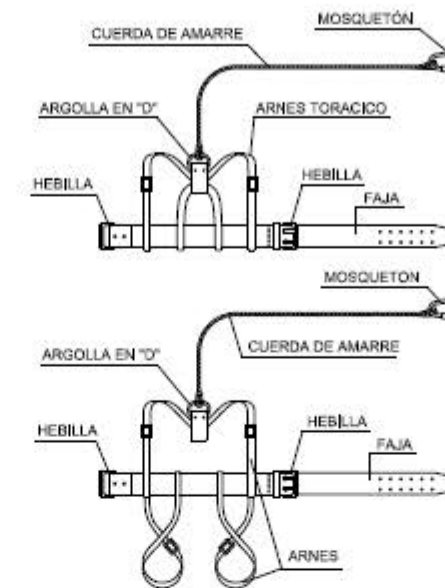 MOSQUETÓN
CUERDA DE AMARRE
ARGOLLA EN "D"
ARNES TORACICO
HEBILLA
HEBILLA
FAJA
MOSQUETON
CUERDA DE AMARRE
ARGOLLA EN "D"
HEBILLA
HEBILLA
FAJA
ARNES